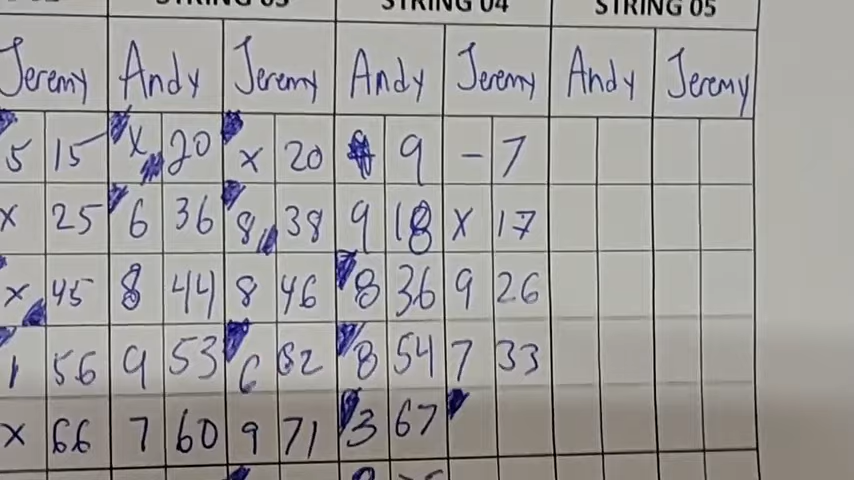 STRING 03 STRING 04 STRING 05
Jeremy Andy Jeremy Andy Jeremy Andy Jeremy
5 15 X 20 X 20 9 - 7
X 25 6 36 8 38 9 18 X 17
X 45 8 44 8 46 8 36 9 26
1 56 9 53 6 62 8 54 7 33
X 66 7 60 9 71 3 67